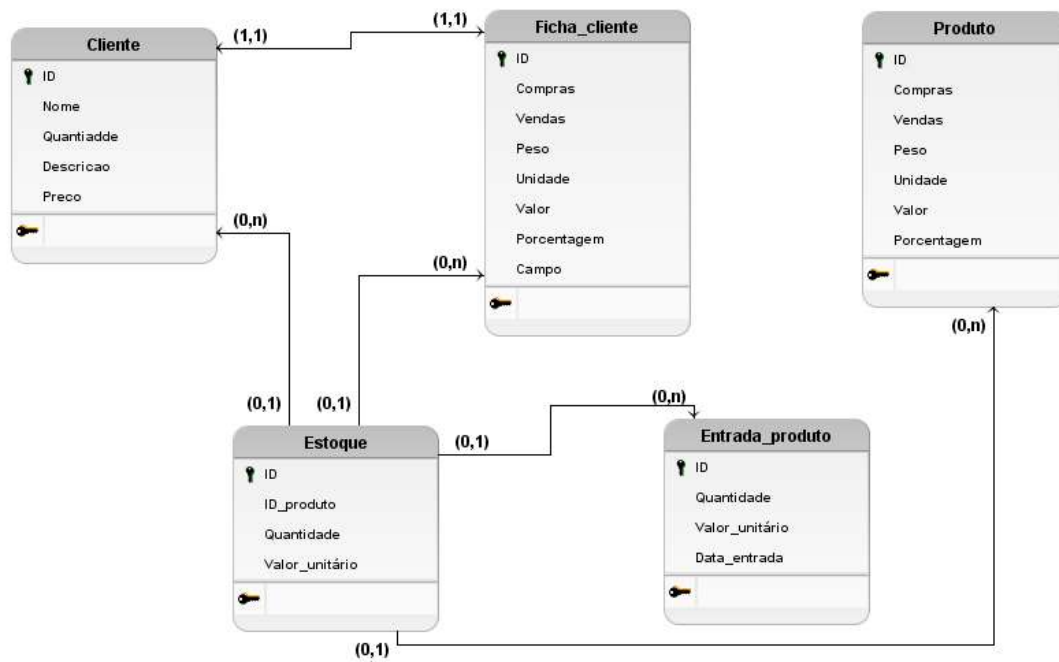 Cliente
ID
Nome
Quantiadde
Descricao
Preco
(1,1)
Ficha_cliente
ID
Compras
Vendas
Peso
Unidade
Valor
Porcentagem
Campo
Produto
ID
Compras
Vendas
Peso
Unidade
Valor
Porcentagem
(0,n)
(0,n)
(0,n)
(0,1)
(0,1)
(0,n)
Estoque
ID
ID_produto
Quantidade
Valor_unitário
(0,1)
Entrada_produto
ID
Quantidade
Valor_unitário
Data_entrada
(0,1)